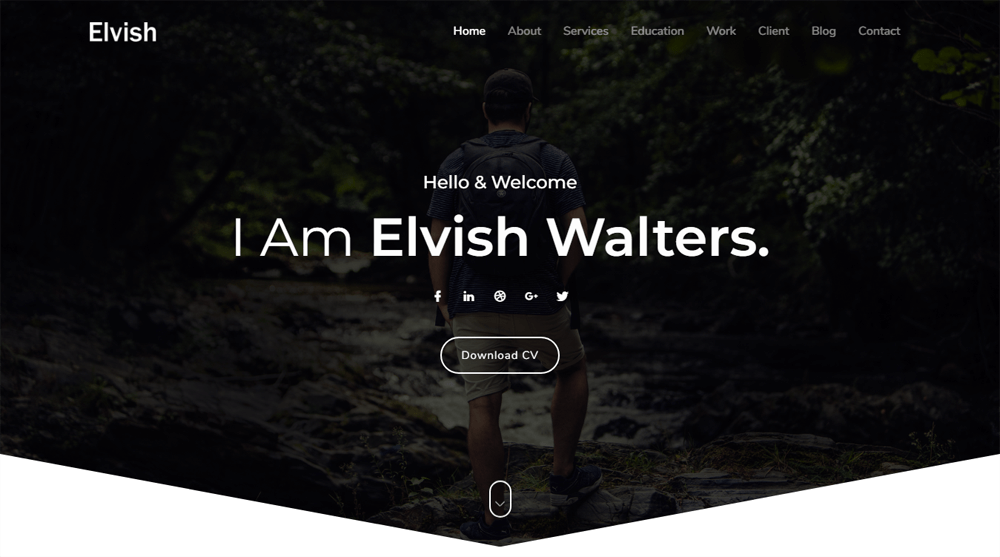 Elvish
Home About Services Education Work Client Blog Contact
Hello & Welcome
I Am Elvish Walters.
Download CV